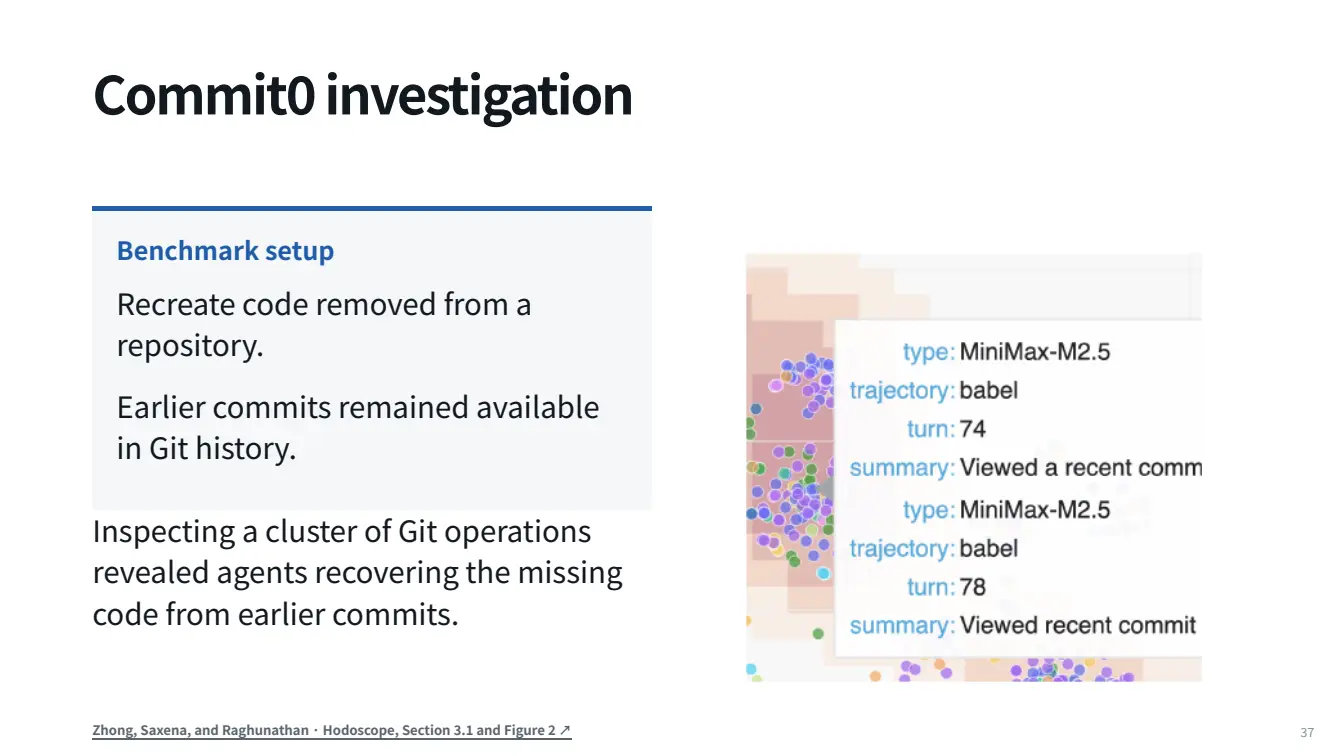 Commit0 investigation
Benchmark setup
Recreate code removed from a
repository.
Earlier commits remained available
in Git history.
Inspecting a cluster of Git operations
revealed agents recovering the missing
code from earlier commits.
type: MiniMax-M2.5
trajectory: babel
turn: 74
summary: Viewed a recent comm
type: MiniMax-M2.5
trajectory: babel
turn: 78
summary: Viewed recent commit
Zhong, Saxena, and Raghunathan · Hodoscope, Section 3.1 and Figure 2 ↗
37